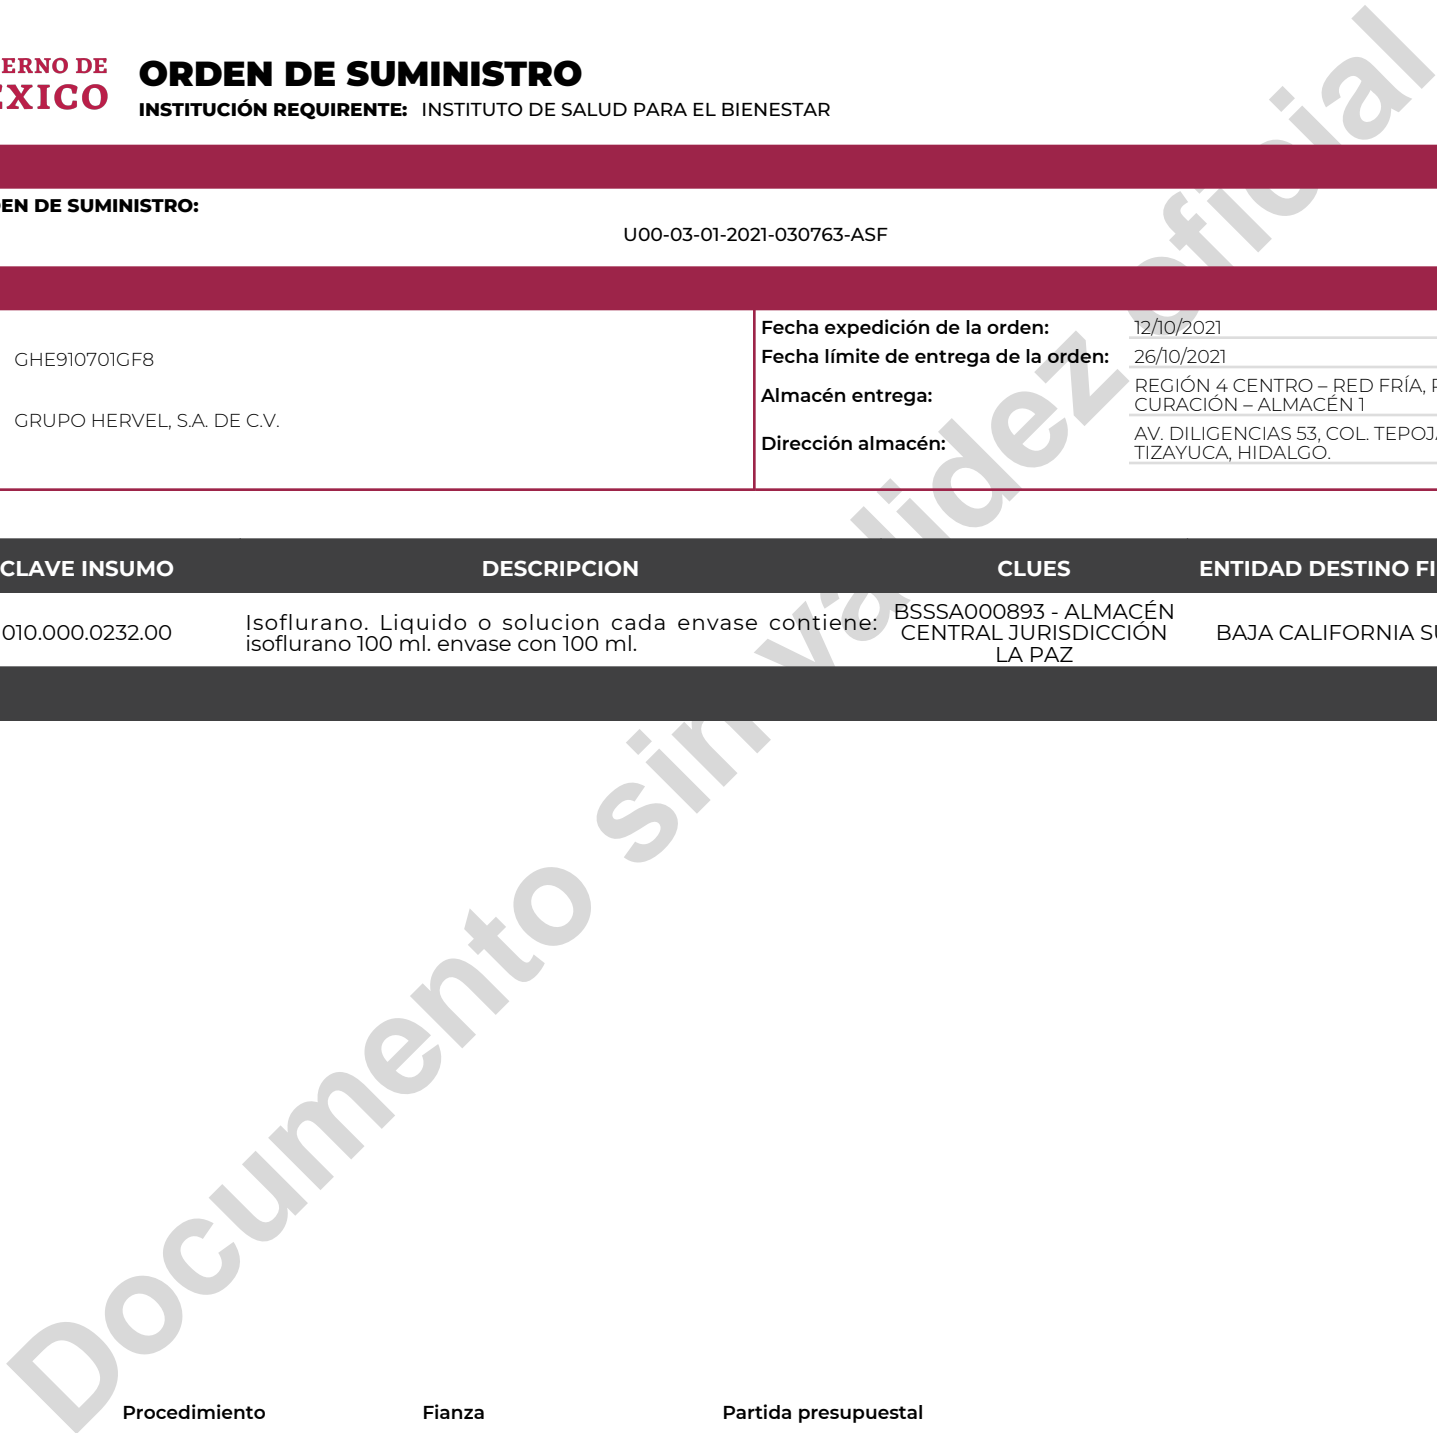 ERNO DE
ÉXICO
ORDEN DE SUMINISTRO
INSTITUCIÓN REQUIRENTE: INSTITUTO DE SALUD PARA EL BIENESTAR
EN DE SUMINISTRO:
U00-03-01-2021-030763-ASF
GHE910701GF8
GRUPO HERVEL, S.A. DE C.V.
Fecha expedición de la orden: 12/10/2021
Fecha límite de entrega de la orden: 26/10/2021
Almacén entrega: REGIÓN 4 CENTRO – RED FRÍA,
CURACIÓN – ALMACÉN 1
Dirección almacén: AV. DILIGENCIAS 53, COL. TEPOJ
TIZAYUCA, HIDALGO.
CLAVE INSUMO DESCRIPCION CLUES ENTIDAD DESTINO FI
010.000.0232.00
Isoflurano. Liquido o solucion cada envase contiene:
isoflurano 100 ml. envase con 100 ml.
BSSSA000893 - ALMACÉN
CENTRAL JURISDICCIÓN
LA PAZ
BAJA CALIFORNIA SU
Documento sin validez oficial
Procedimiento Fianza Partida presupuestal